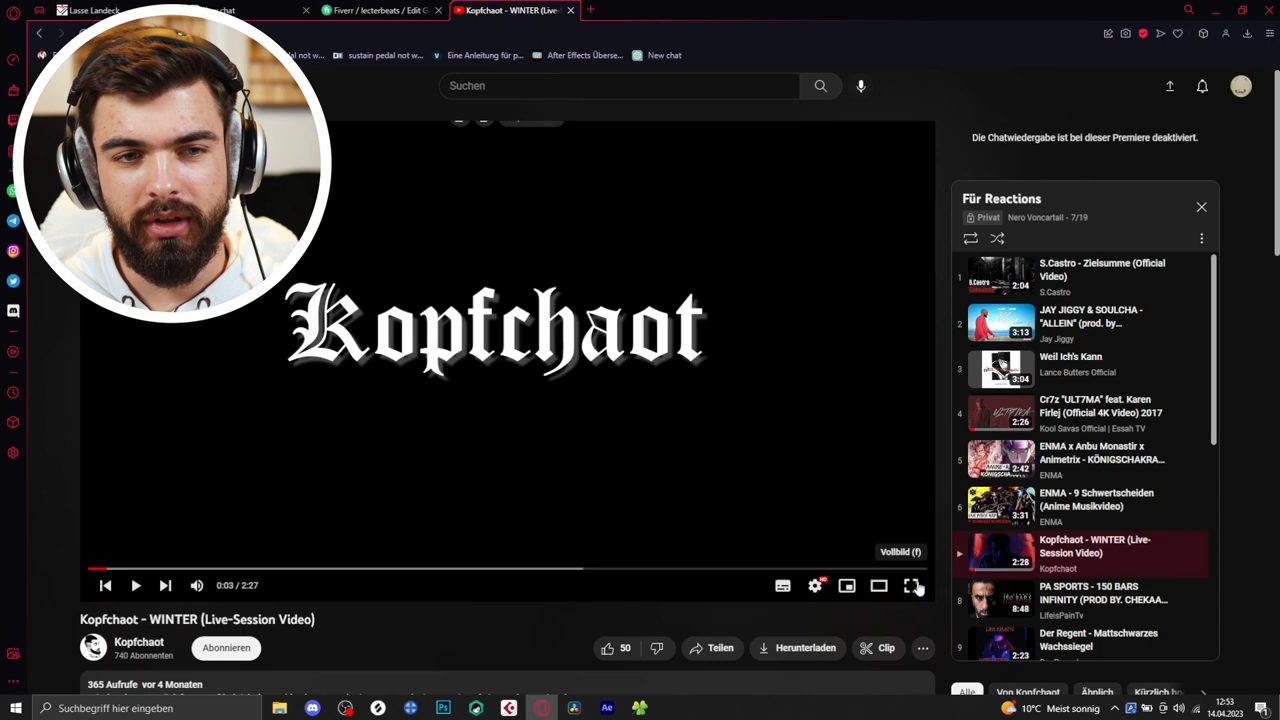 Lasse Landeck
chat
Fiverr / lecterbeats / Edit G
Kopfchaot - WINTER (Live-
dal not w...
sustain pedal not w...
Eine Anleitung für p...
After Effects Überse...
New chat
Suchen
Die Chatwiedergabe ist bei dieser Premiere deaktiviert.
Für Reactions
Privat
Nero Voncartall - 7/19
1
S.Castro - Zielsumme (Official
Video)
S.Castro
2:04
2
JAY JIGGY & SOULCHA -
"ALLEIN" (prod. by...
Jay Jiggy
3:13
3
Weil Ich's Kann
Lance Butters Official
3:04
4
Cr7z "ULT7MA" feat. Karen
Firlej (Official 4K Video) 2017
Kool Savas Official | Essah TV
2:26
5
ENMA x Anbu Monastir x
Animetrix - KÖNIGSCHAKRA...
ENMA
2:42
6
ENMA - 9 Schwertscheiden
(Anime Musikvideo)
ENMA
3:31
Kopfchaot - WINTER (Live-
Session Video)
Kopfchaot
2:28
8
PA SPORTS - 150 BARS
INFINITY (PROD BY. CHEKAA...
LifeisPainTv
8:48
9
Der Regent - Mattschwarzes
Wachssiegel
2:23
Kopfchaot
Vollbild (f)
0:03 / 2:27
HD
Kopfchaot - WINTER (Live-Session Video)
Kopfchaot
740 Abonnenten
Abonnieren
50
Teilen
Herunterladen
Clip
365 Aufrufe vor 4 Monaten
Alle
Von Kopfchaot
Ähnlich
Kürzlich ho
Suchbegriff hier eingeben
Ps
Ae
10°C Meist sonnig
12:53
14.04.2023